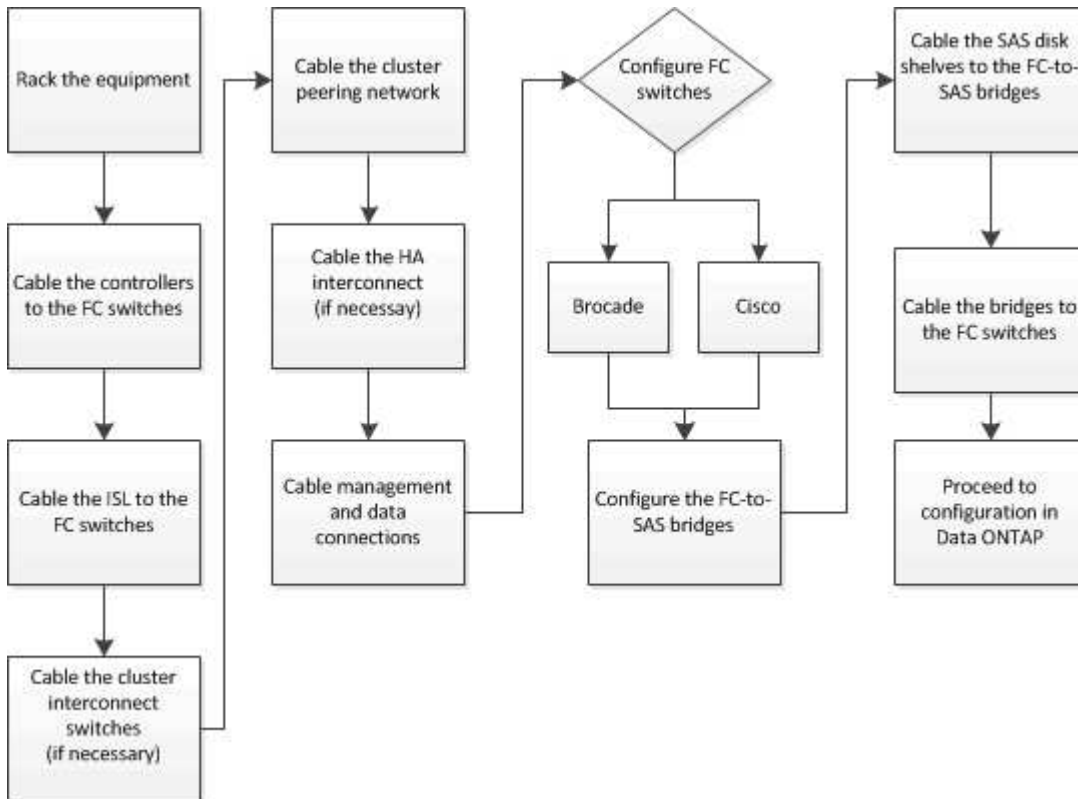 Rack the equipment
Cable the controllers
to the FC switches
Cable the ISL to the
FC switches
Cable the cluster
interconnect
switches
(if necessary)
Cable the cluster
peering network
Cable the HA
interconnect
(if necessay)
Cable management
and data
connections
Configure FC
switches
Brocade
Cisco
Configure the FC-to-
SAS bridges
Cable the SAS disk
shelves to the FC-to-
SAS bridges
Cable the bridges to
the FC switches
Proceed to
configuration in
Data ONTAP